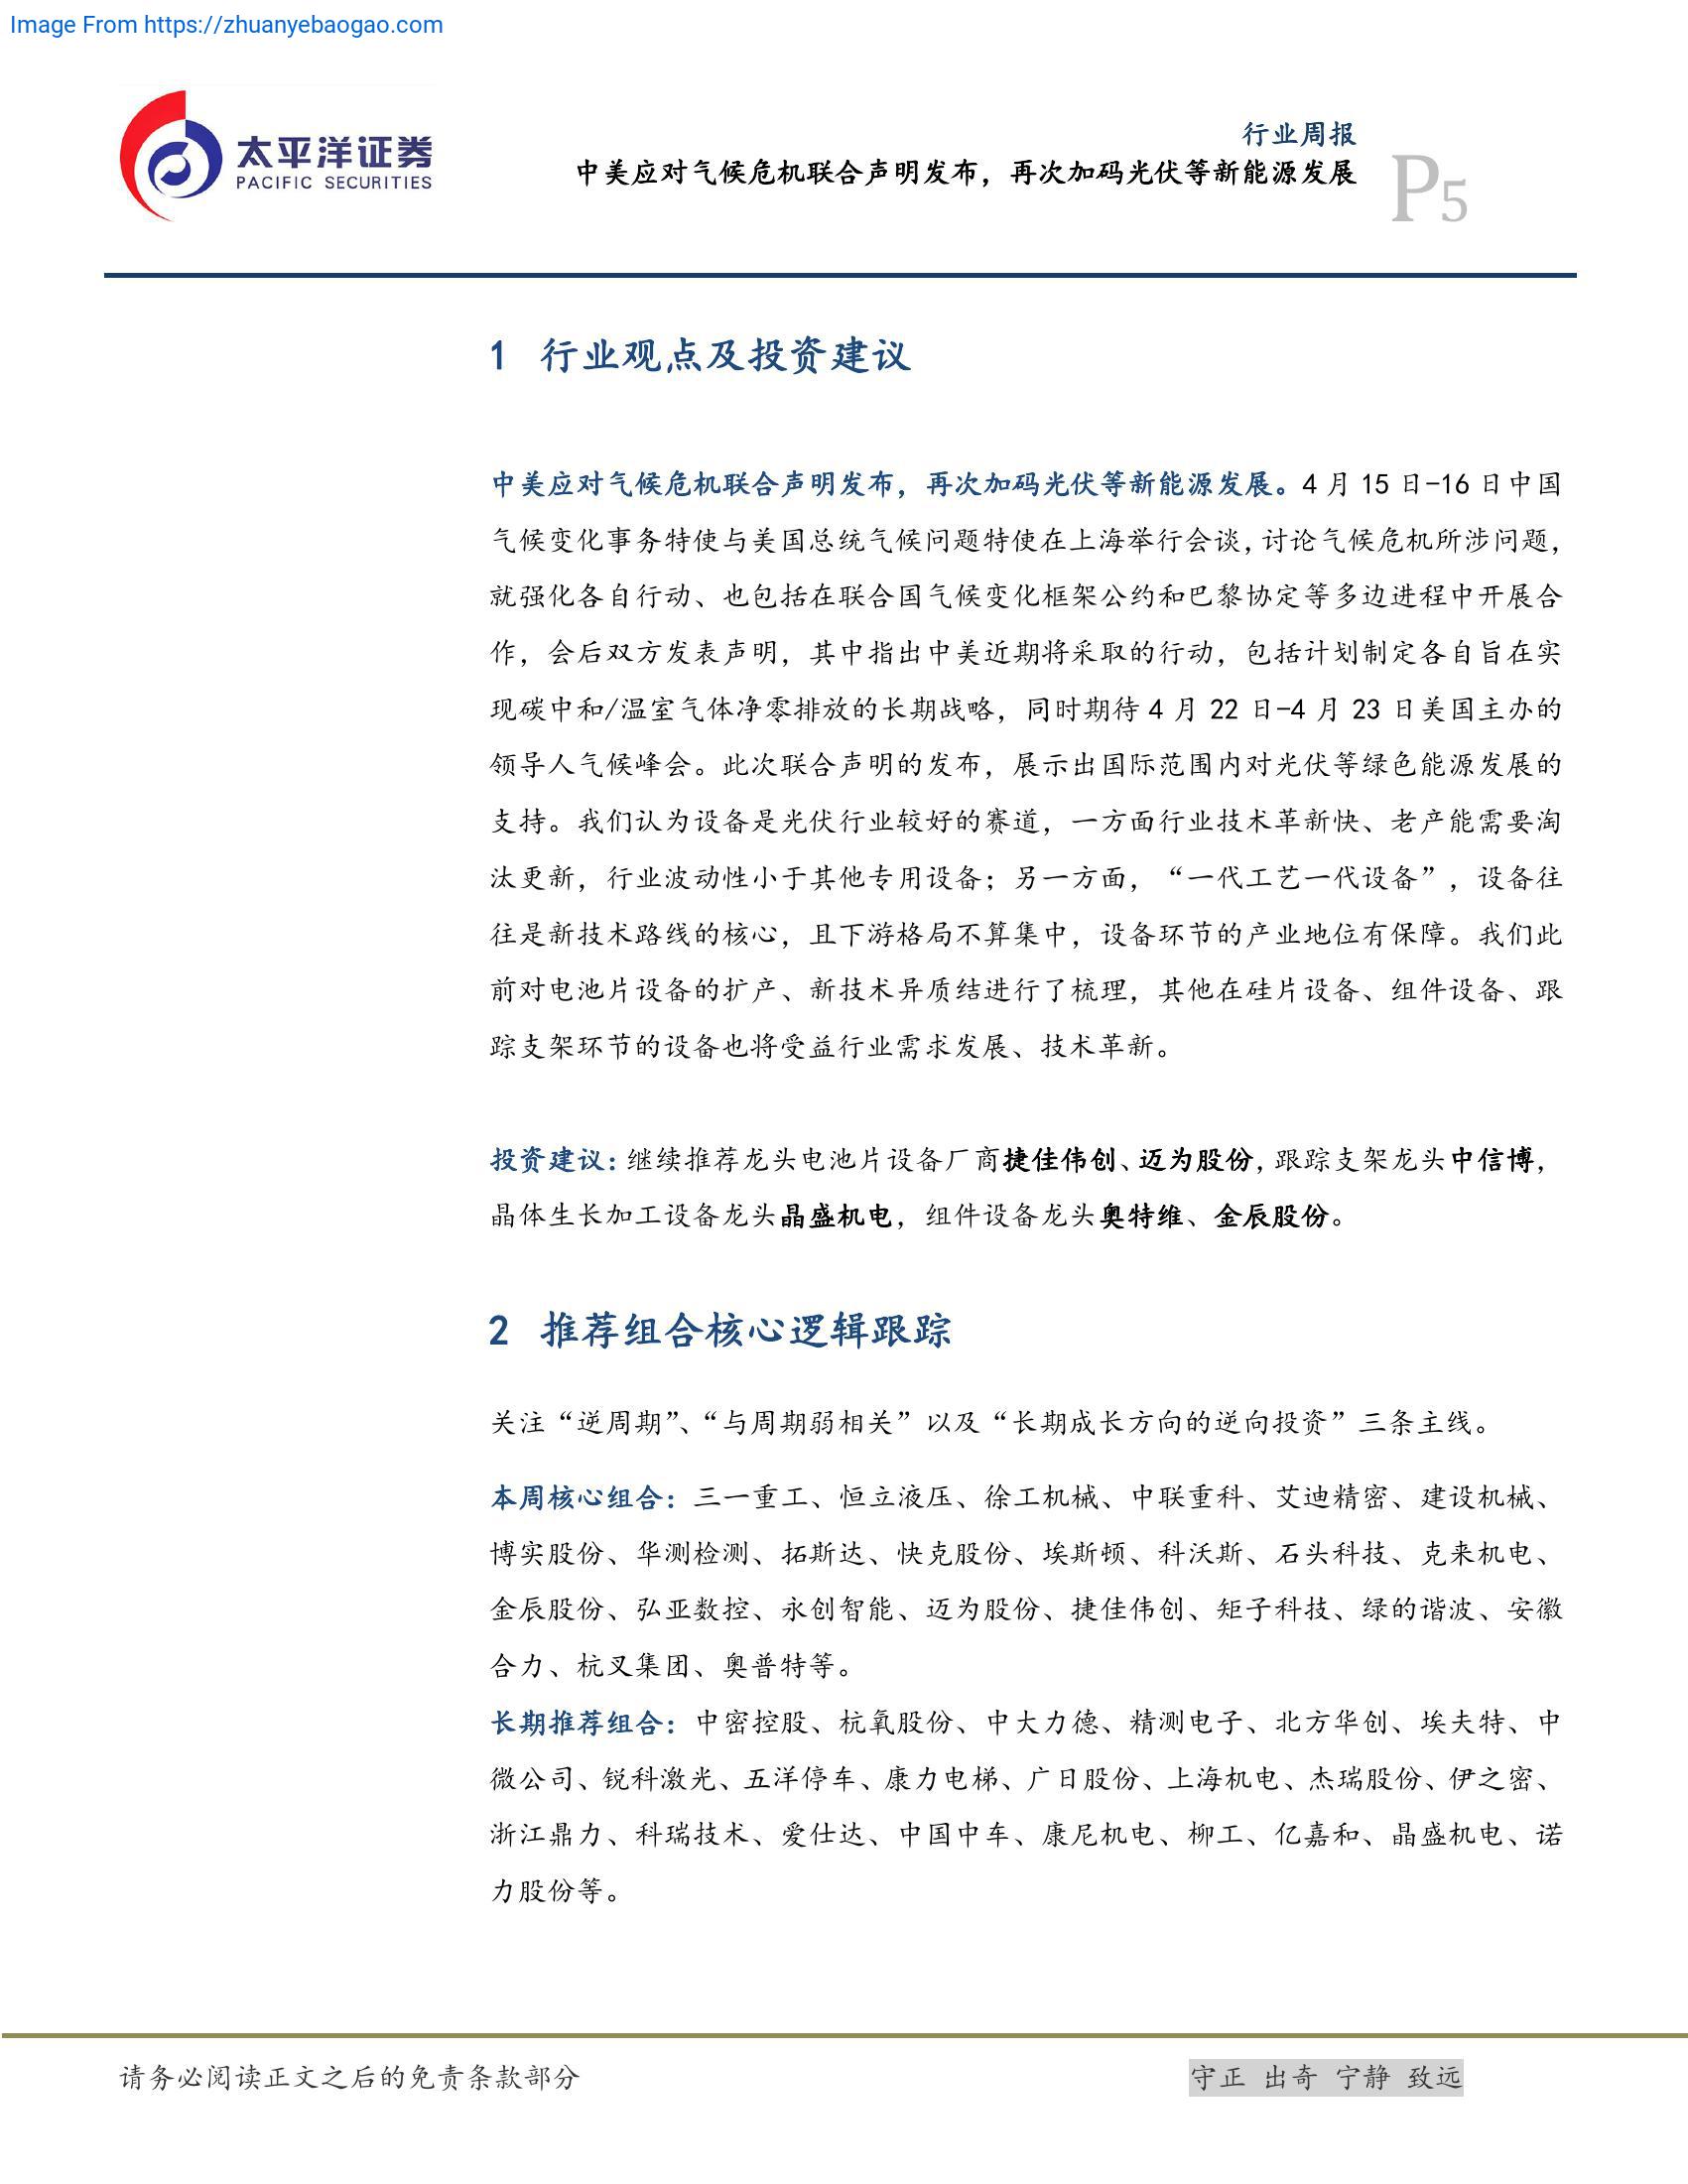 Image From https://zhuanyebaogao.com
太平洋证券
PACIFIC SECURITIES
行业周报
中美应对气候危机联合声明发布，再次加码光伏等新能源发展
P5
1 行业观点及投资建议
中美应对气候危机联合声明发布，再次加码光伏等新能源发展。4 月 15 日-16 日中国
气候变化事务特使与美国总统气候问题特使在上海举行会谈，讨论气候危机所涉问题，
就强化各自行动、也包括在联合国气候变化框架公约和巴黎协定等多边进程中开展合
作，会后双方发表声明，其中指出中美近期将采取的行动，包括计划制定各自旨在实
现碳中和/温室气体净零排放的长期战略，同时期待 4 月 22 日-4 月 23 日美国主办的
领导人气候峰会。此次联合声明的发布，展示出国际范围内对光伏等绿色能源发展的
支持。我们认为设备是光伏行业较好的赛道，一方面行业技术革新快、老产能需要淘
汰更新，行业波动性小于其他专用设备；另一方面，“一代工艺一代设备”，设备往
往是新技术路线的核心，且下游格局不算集中，设备环节的产业地位有保障。我们此
前对电池片设备的扩产、新技术异质结进行了梳理，其他在硅片设备、组件设备、跟
踪支架环节的设备也将受益行业需求发展、技术革新。
投资建议：继续推荐龙头电池片设备厂商捷佳伟创、迈为股份，跟踪支架龙头中信博，
晶体生长加工设备龙头晶盛机电，组件设备龙头奥特维、金辰股份。
2 推荐组合核心逻辑跟踪
关注“逆周期”、“与周期弱相关”以及“长期成长方向的逆向投资”三条主线。
本周核心组合：三一重工、恒立液压、徐工机械、中联重科、艾迪精密、建设机械、
博实股份、华测检测、拓斯达、快克股份、埃斯顿、科沃斯、石头科技、克来机电、
金辰股份、弘亚数控、永创智能、迈为股份、捷佳伟创、矩子科技、绿的谐波、安徽
合力、杭叉集团、奥普特等。
长期推荐组合：中密控股、杭氧股份、中大力德、精测电子、北方华创、埃夫特、中
微公司、锐科激光、五洋停车、康力电梯、广日股份、上海机电、杰瑞股份、伊之密、
浙江鼎力、科瑞技术、爱仕达、中国中车、康尼机电、柳工、亿嘉和、晶盛机电、诺
力股份等。
请务必阅读正文之后的免责条款部分
守正 出奇 宁静 致远